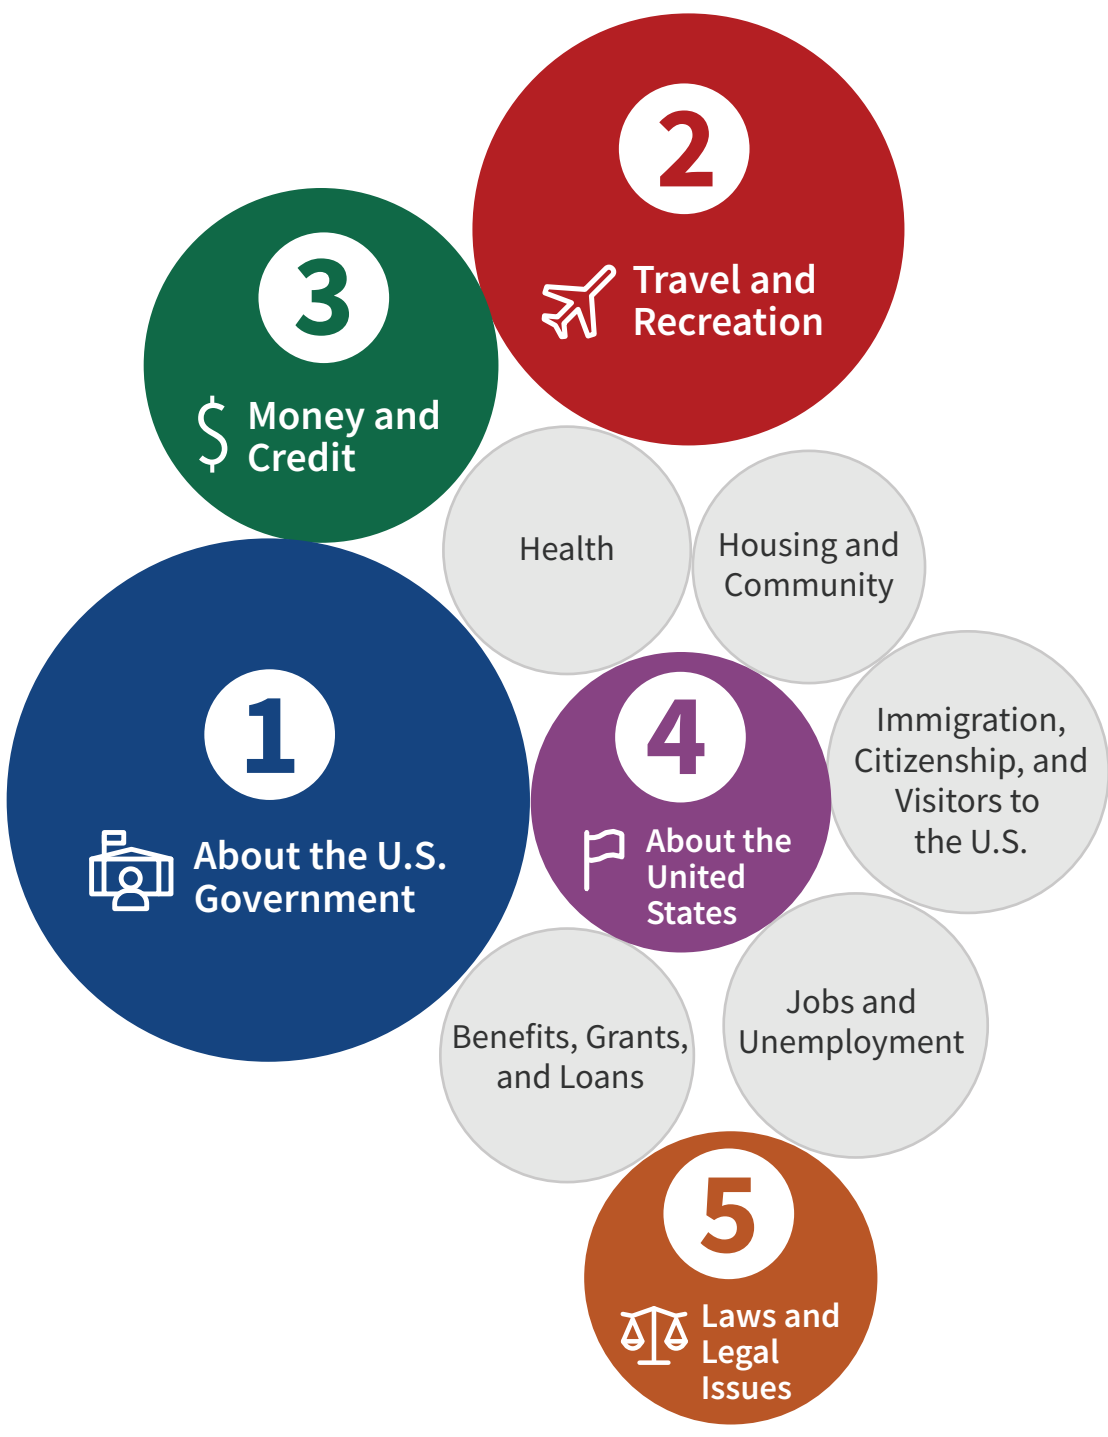 2
Travel and
Recreation
3
Money and
Credit
Health
Housing and
Community
1
About the U.S.
Government
4
About the
United
States
Immigration,
Citizenship, and
Visitors to
the U.S.
Benefits, Grants,
and Loans
Jobs and
Unemployment
5
Laws and
Legal
Issues